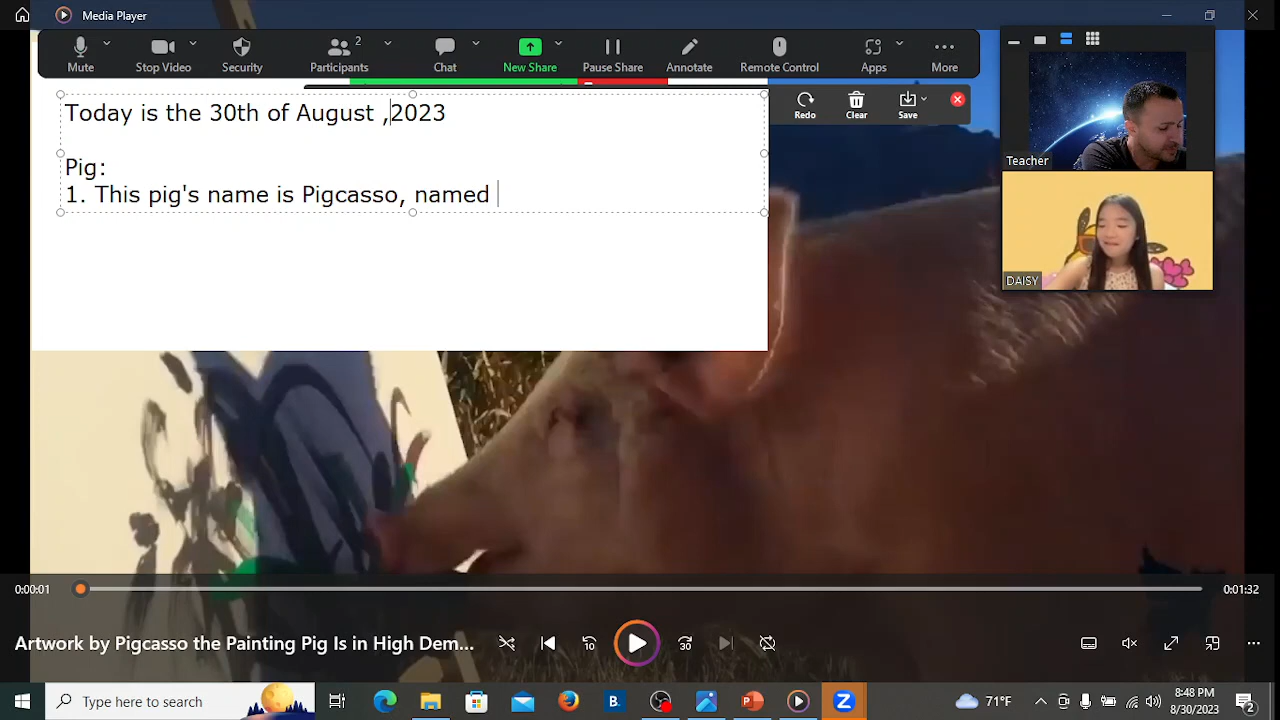 Media Player
Mute
Stop Video
Security
Participants
2
Chat
New Share
Pause Share
Annotate
Remote Control
Apps
More
Redo
Clear
Save
Today is the 30th of August ,2023
Pig:
1. This pig's name is Pigcasso, named
Teacher
DAISY
0:00:01
0:01:32
Artwork by Pigcasso the Painting Pig Is in High Dem...
10
30
Type here to search
B.
71°F
8:48 PM
8/30/2023
2